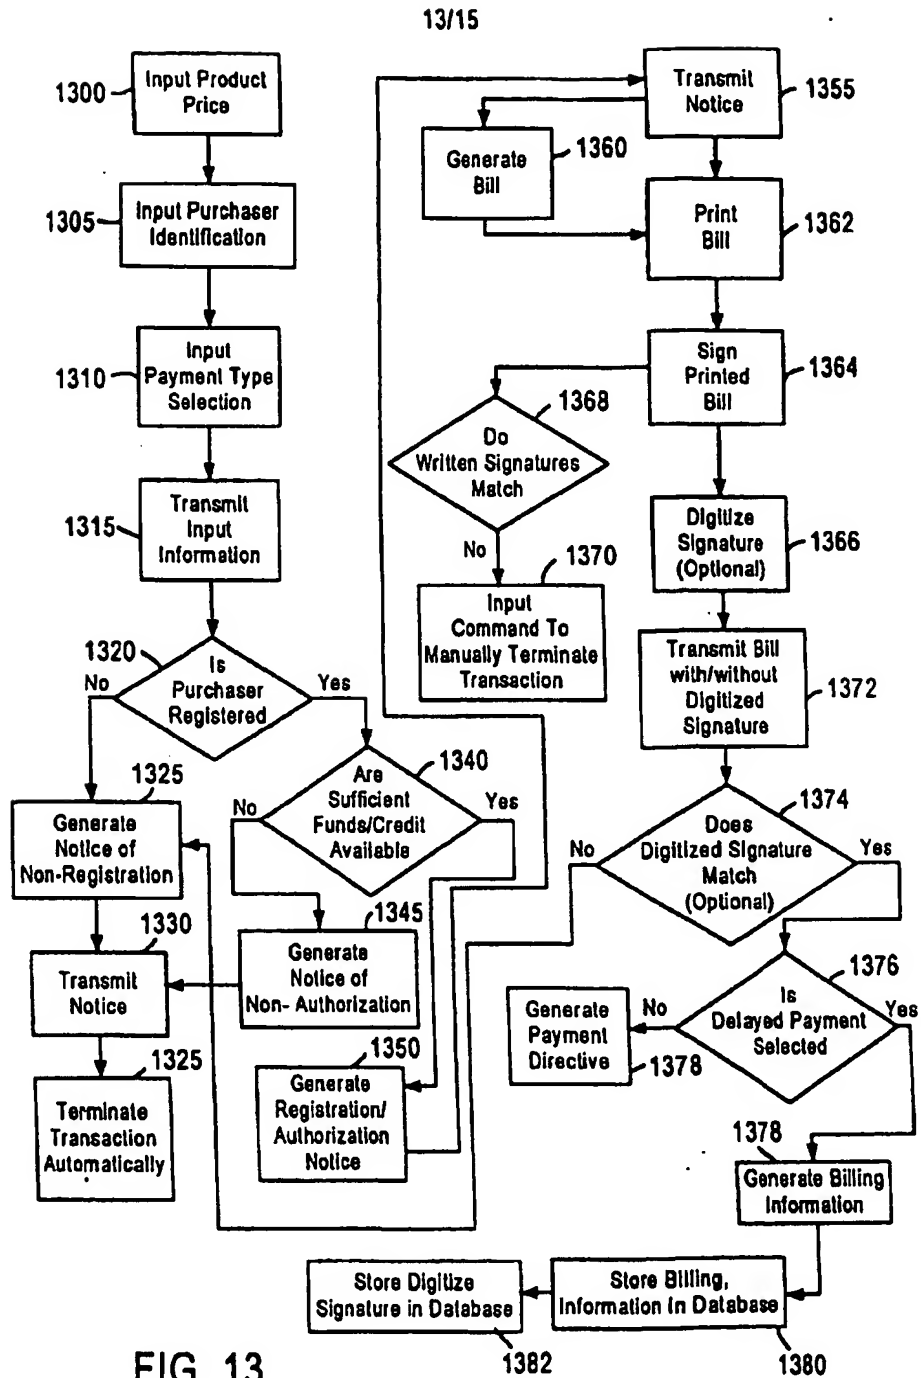 13/15
1300
Input Product
Price
1305
Input Purchaser
Identification
1310
Input
Payment Type
Selection
1315
Transmit
Input
Information
1320
Is
Purchaser
Registered
No
Yes
1325
Generate
Notice of
Non-Registration
1330
Transmit
Notice
1325
Terminate
Transaction
Automatically
1340
Are
Sufficient
Funds/Credit
Available
No
Yes
1345
Generate
Notice of
Non- Authorization
1350
Generate
Registration/
Authorization
Notice
Transmit
Notice
1355
Generate
Bill
1360
Print
Bill
1362
Sign
Printed
Bill
1364
1368
Do
Written Signatures
Match
No
1370
Input
Command To
Manually Terminate
Transaction
Digitize
Signature
(Optional)
1366
Transmit Bill
with/without
Digitized
Signature
1372
1374
Does
Digitized Signature
Match
(Optional)
No
Yes
1376
Is
Delayed Payment
Selected
No
Yes
Generate
Payment
Directive
1378
1378
Generate Billing
Information
Store Billing,
Information In Database
1380
Store Digitize
Signature in Database
1382
FIG. 13